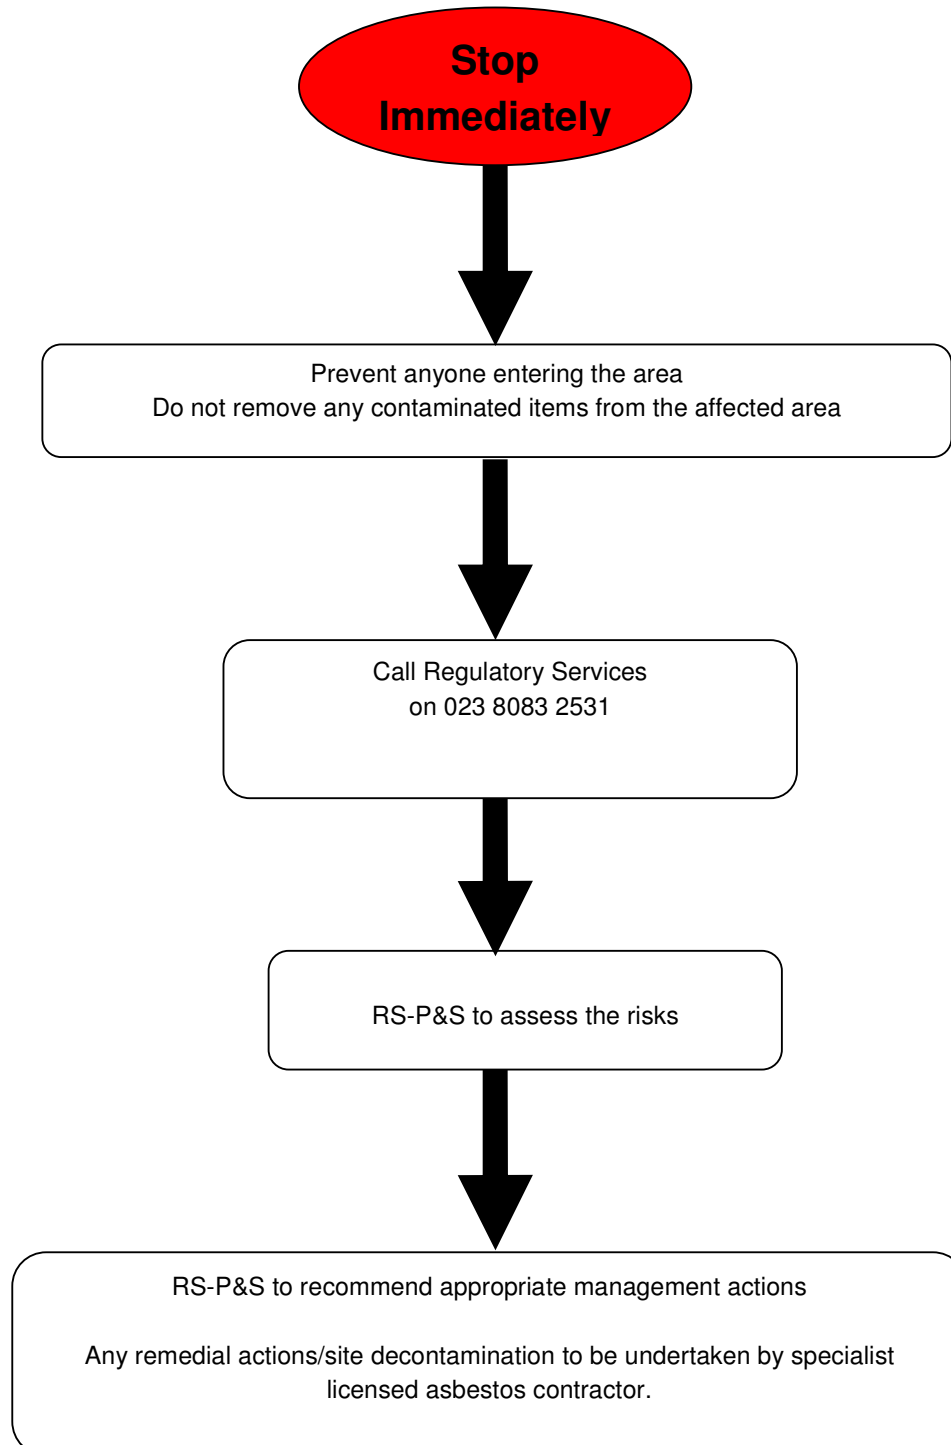 Stop
Immediately
Prevent anyone entering the area
Do not remove any contaminated items from the affected area
Call Regulatory Services
on 023 8083 2531
RS-P&S to assess the risks
RS-P&S to recommend appropriate management actions
Any remedial actions/site decontamination to be undertaken by specialist
licensed asbestos contractor.